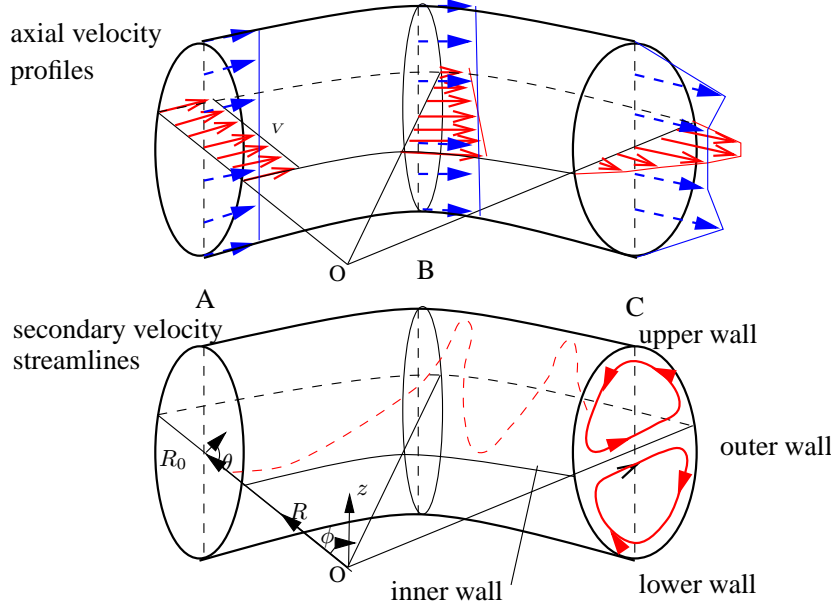 axial velocity
profiles
V
O
B
A
C
secondary velocity
streamlines
upper wall
outer wall
R₀
θ
z
R
ϕ
O
inner wall
lower wall